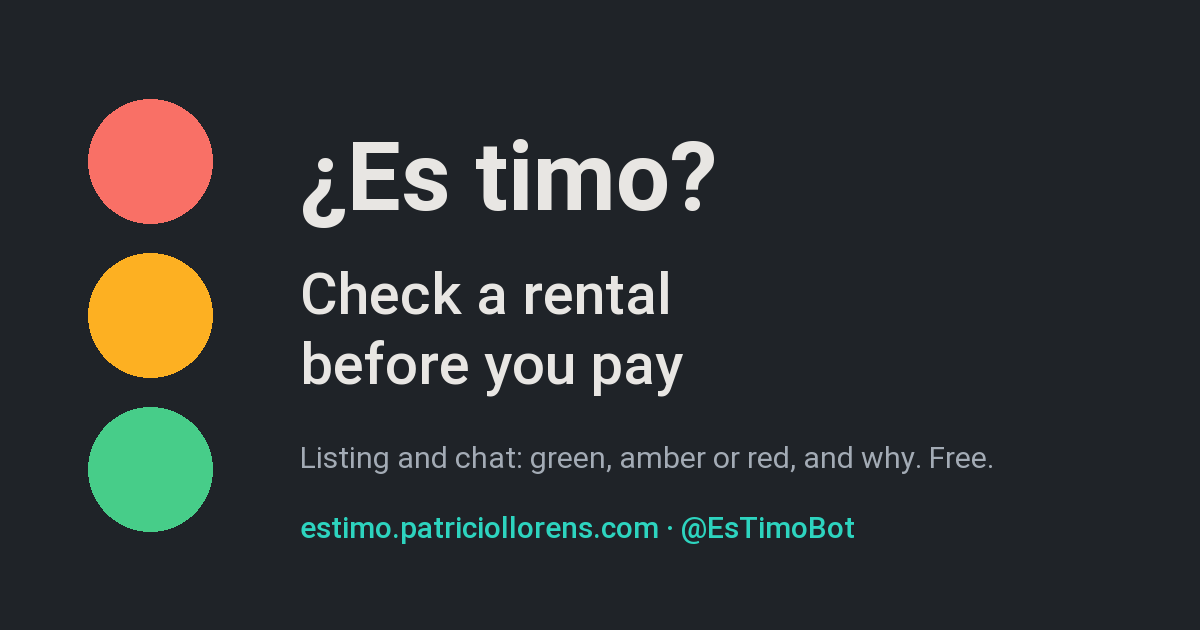 ¿Es timo?
Check a rental
before you pay
Listing and chat: green, amber or red, and why. Free.
estimo.patriciollorens.com · @EsTimoBot